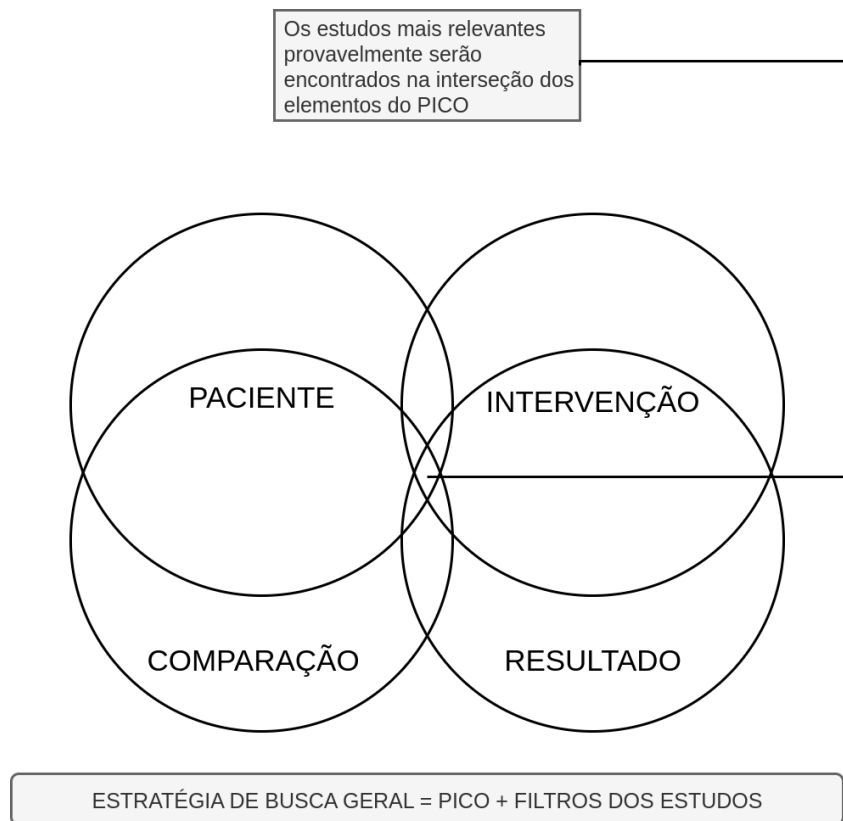 Os estudos mais relevantes
provavelmente serão
encontrados na interseção dos
elementos do PICO
PACIENTE
INTERVENÇÃO
COMPARAÇÃO
RESULTADO
ESTRATÉGIA DE BUSCA GERAL = PICO + FILTROS DOS ESTUDOS